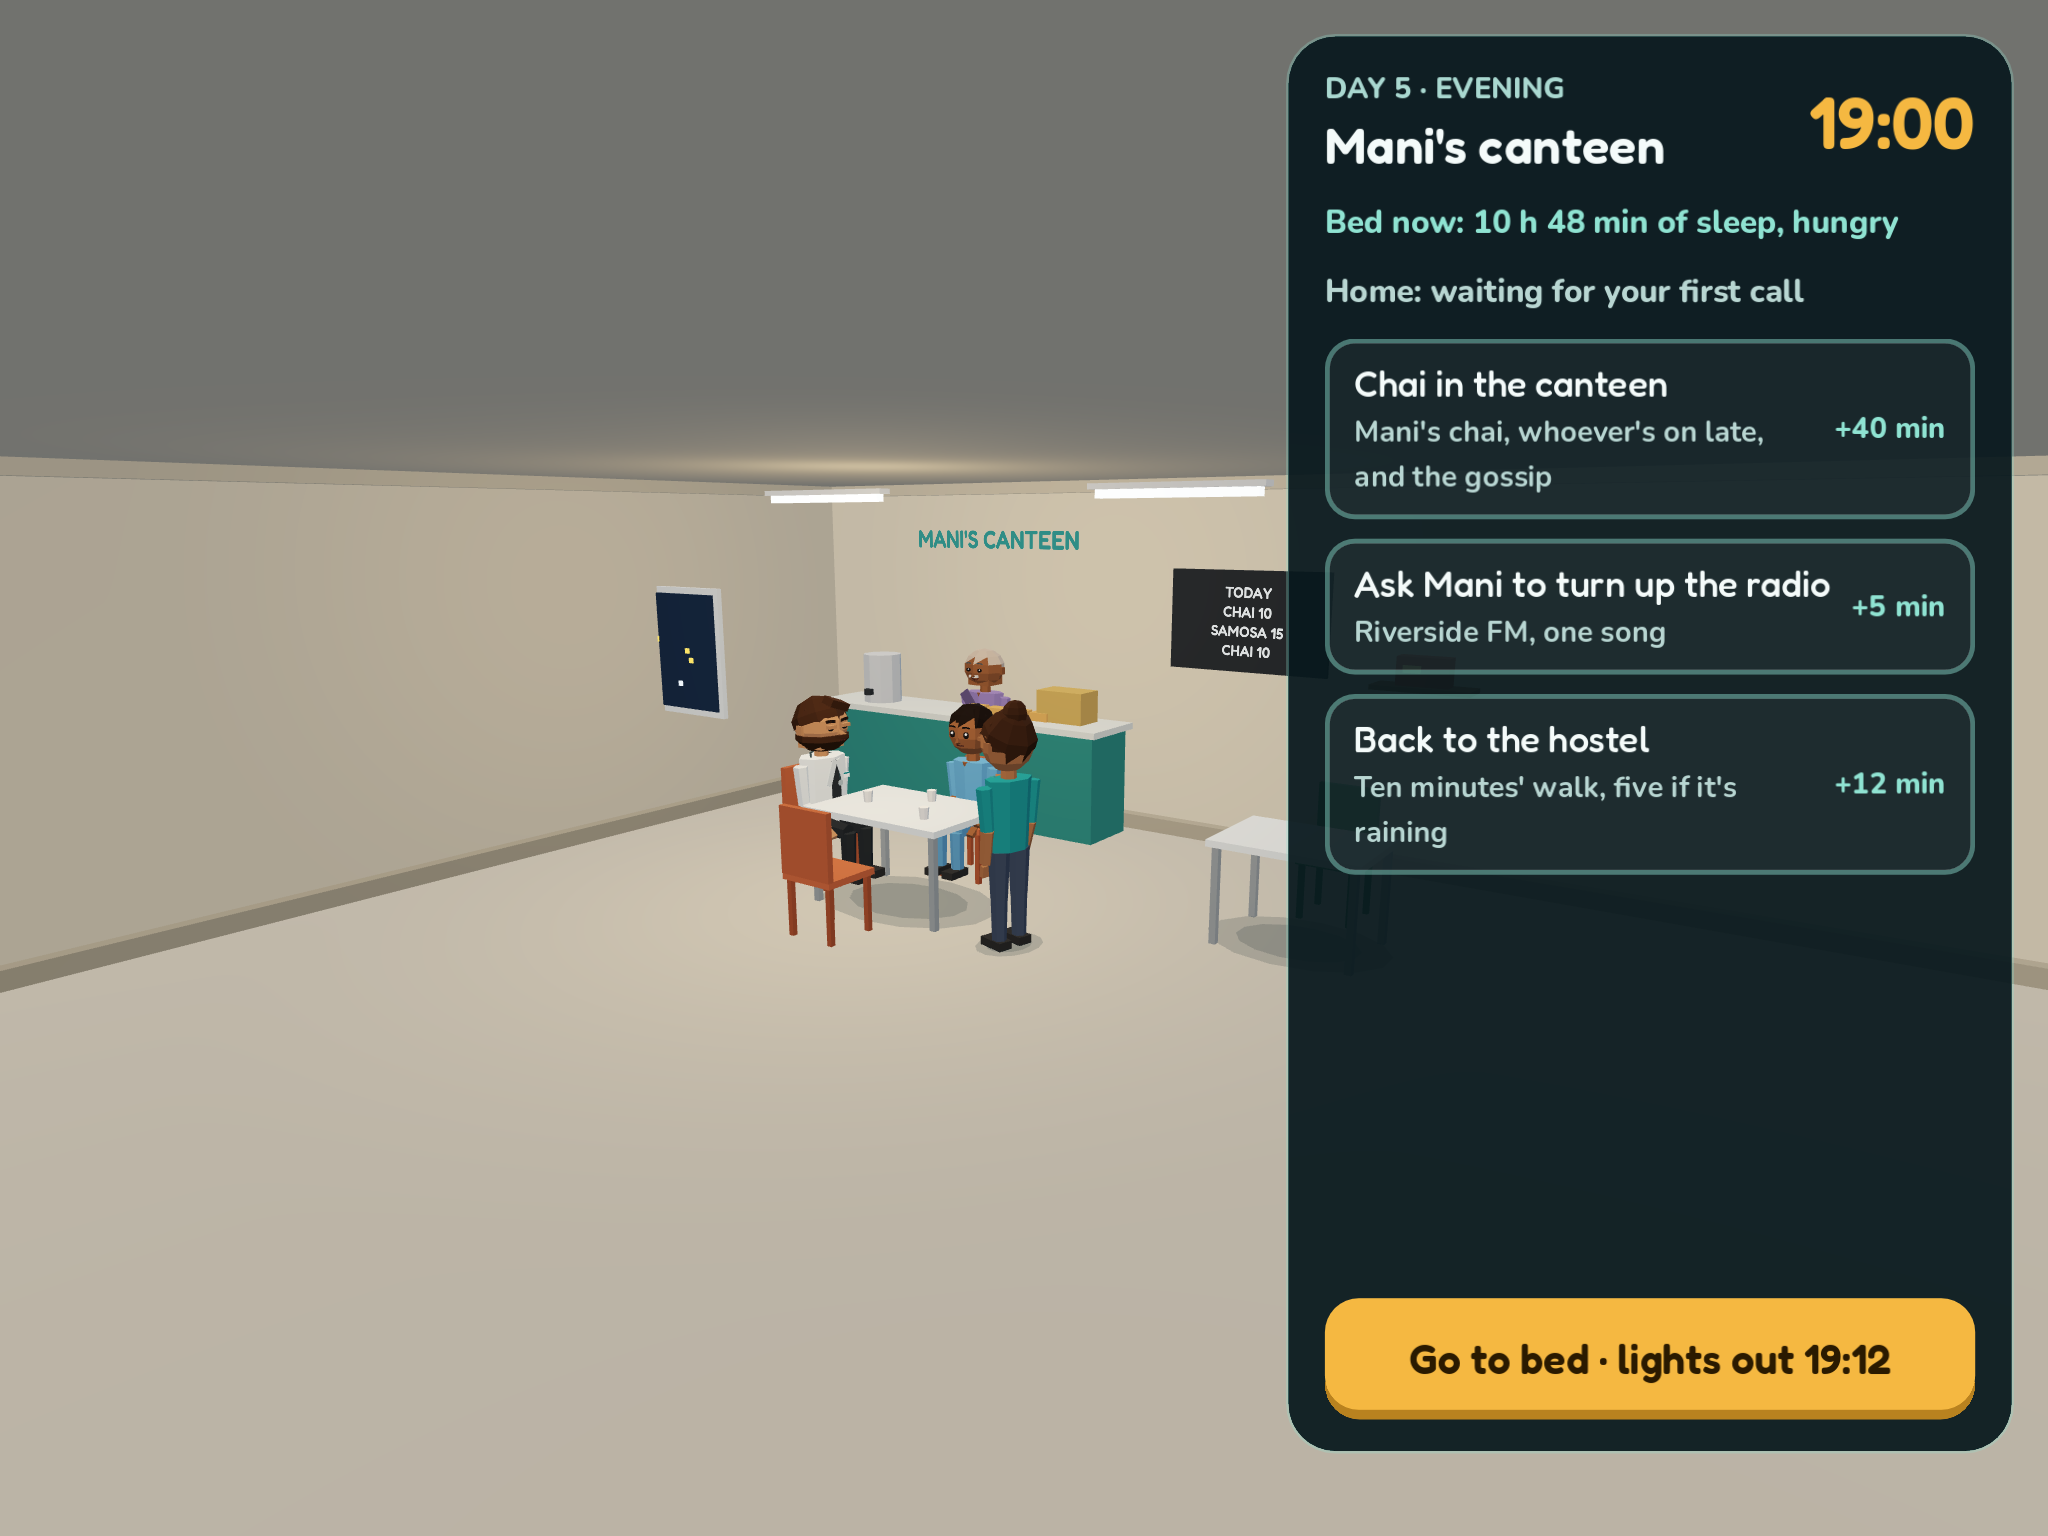 MANI'S CANTEEN
TODAY
CHAI 10
SAMOSA 15
CHAI 10
DAY 5 · EVENING
Mani's canteen
19:00
Bed now: 10 h 48 min of sleep, hungry
Home: waiting for your first call
Chai in the canteen
Mani's chai, whoever's on late,
and the gossip
+40 min
Ask Mani to turn up the radio
Riverside FM, one song
+5 min
Back to the hostel
Ten minutes' walk, five if it's
raining
+12 min
Go to bed · lights out 19:12